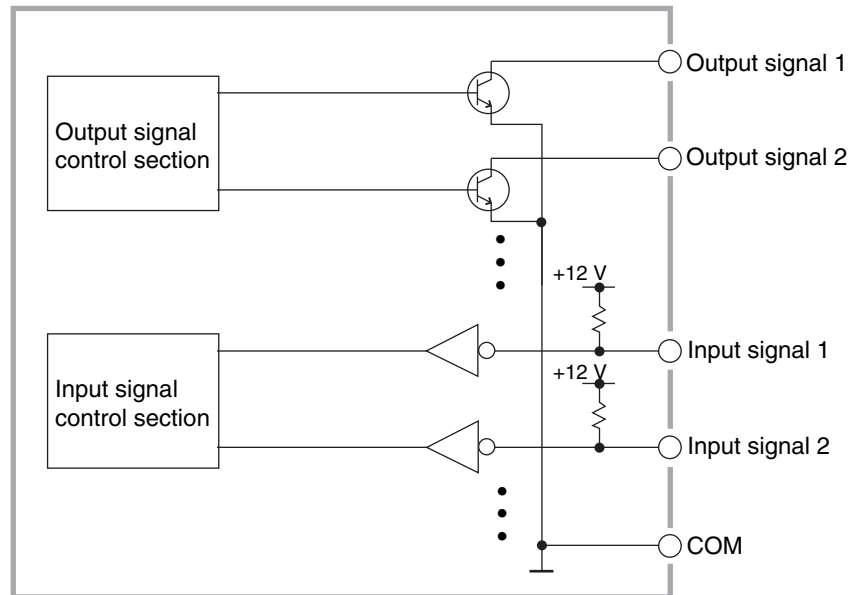 Output signal 1
Output signal
control section
Output signal 2
+12 V
Input signal 1
+12 V
Input signal
control section
Input signal 2
COM